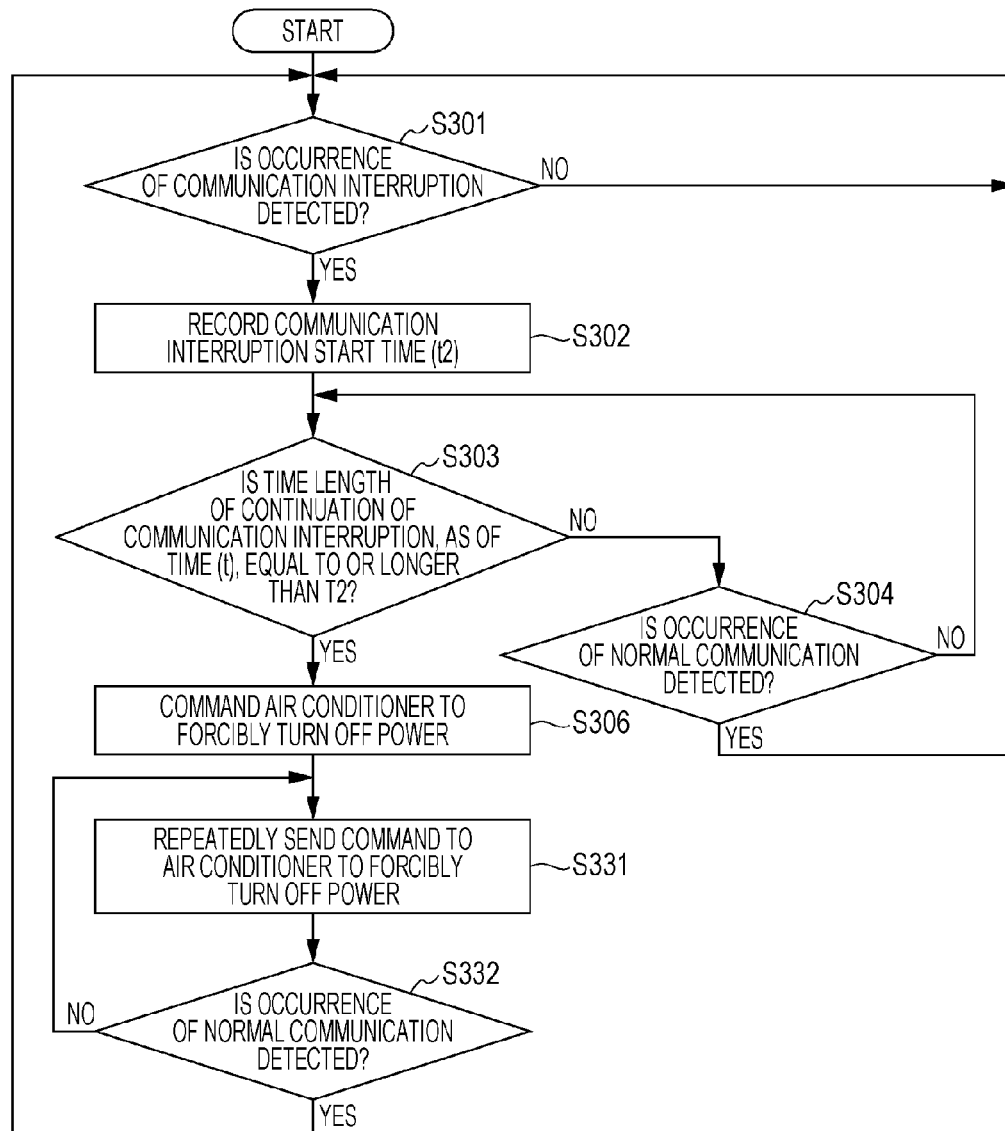 START
S301
IS OCCURRENCE
OF COMMUNICATION INTERRUPTION
DETECTED?
NO
YES
RECORD COMMUNICATION
INTERRUPTION START TIME (t2)
S302
S303
IS TIME LENGTH
OF CONTINUATION OF
COMMUNICATION INTERRUPTION, AS OF
TIME (t), EQUAL TO OR LONGER
THAN T2?
NO
YES
S304
IS OCCURRENCE
OF NORMAL COMMUNICATION
DETECTED?
NO
YES
COMMAND AIR CONDITIONER TO
FORCIBLY TURN OFF POWER
S306
REPEATEDLY SEND COMMAND TO
AIR CONDITIONER TO FORCIBLY
TURN OFF POWER
S331
S332
IS OCCURRENCE
OF NORMAL COMMUNICATION
DETECTED?
NO
YES